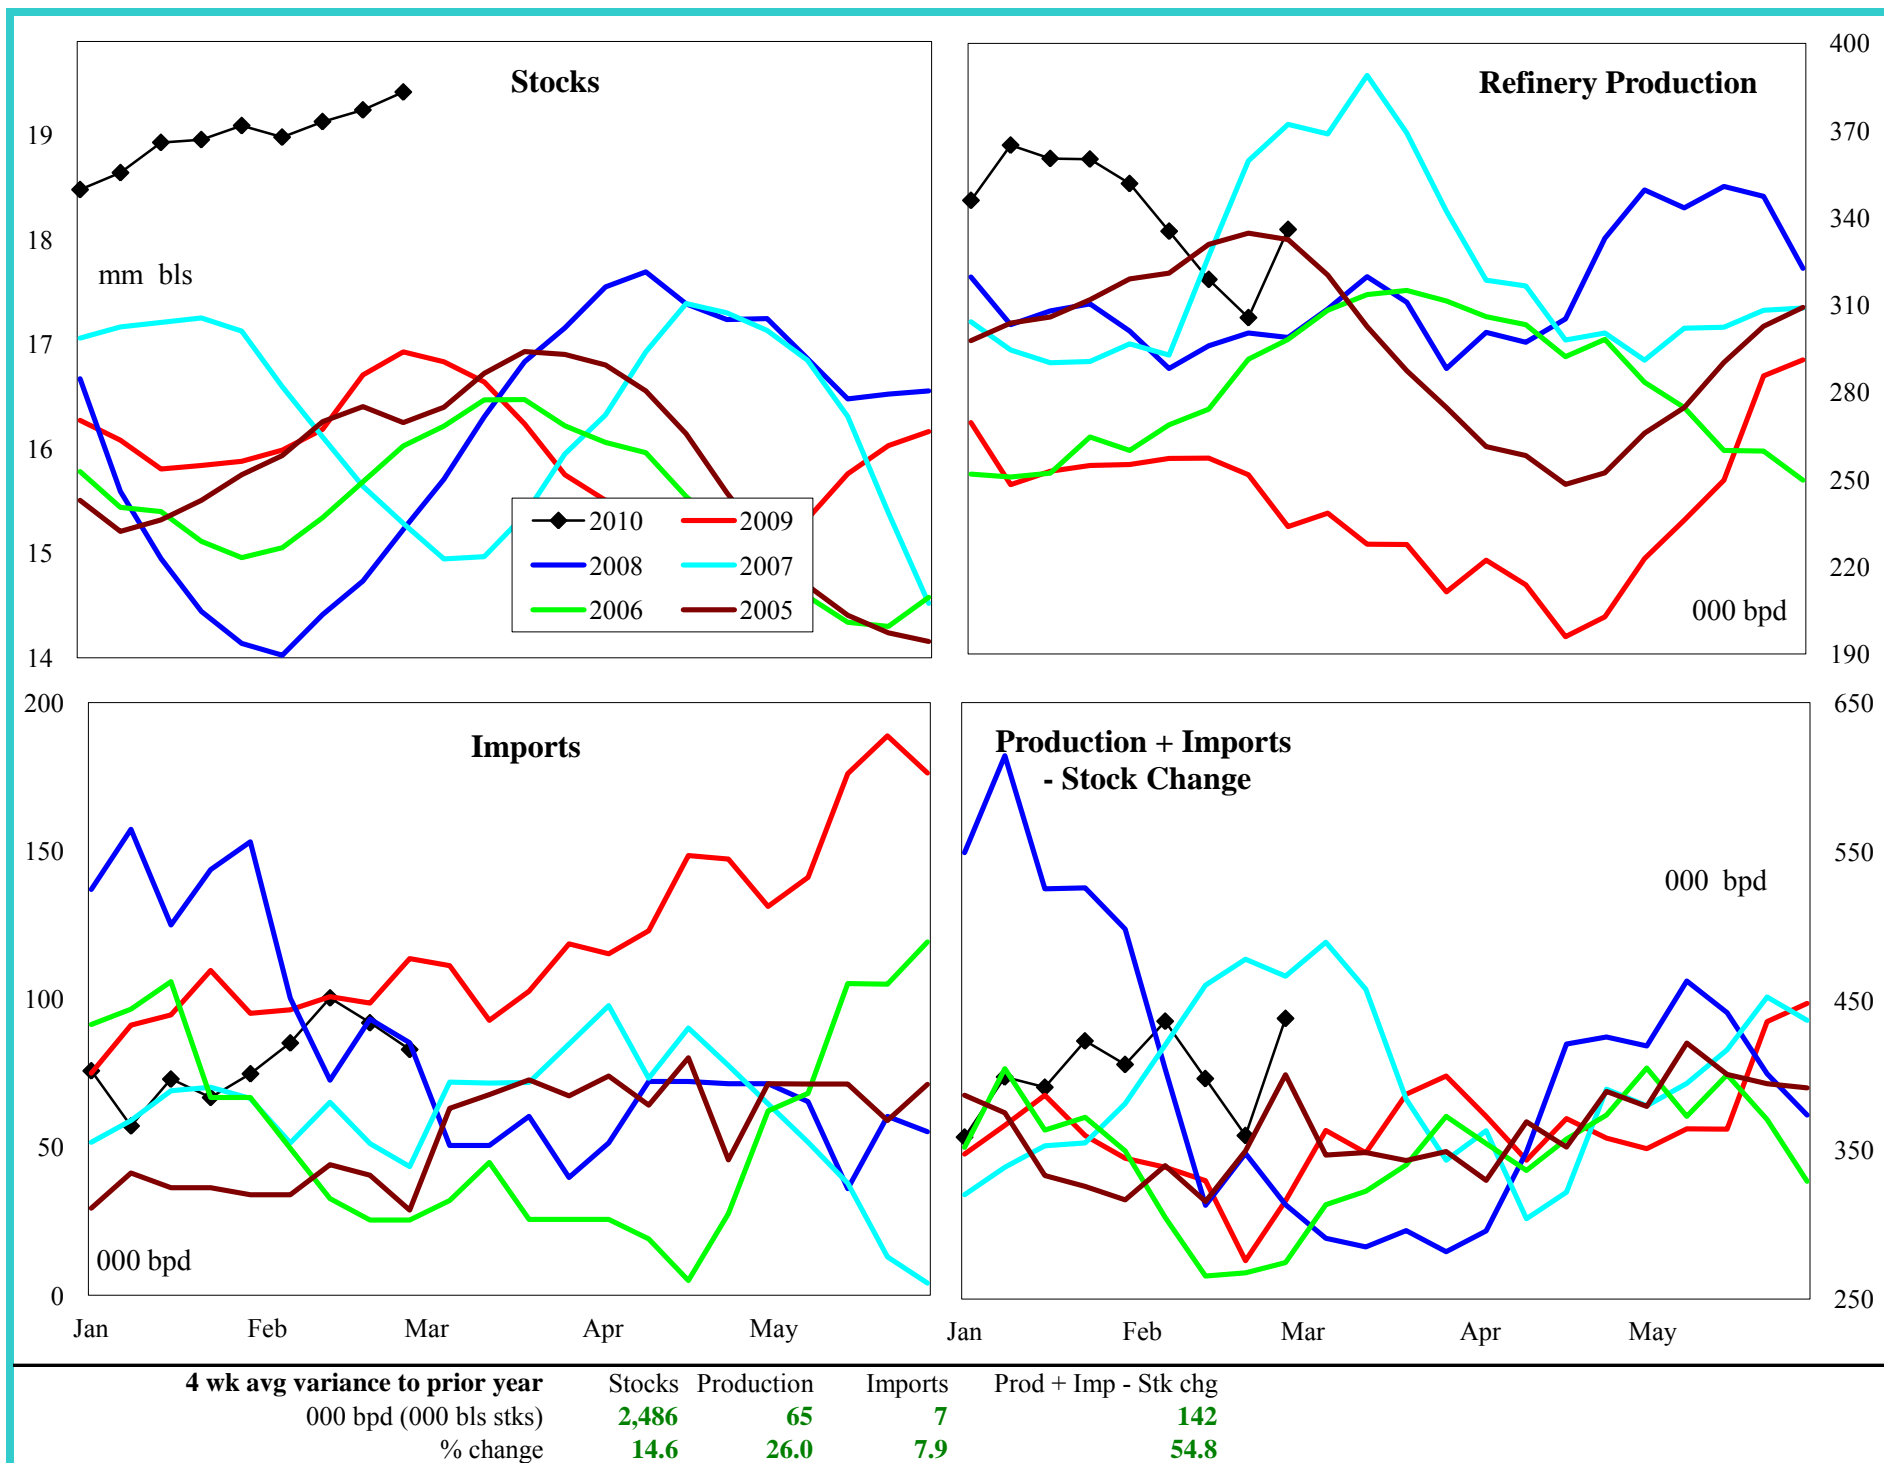 Stocks
19
18
17
16
15
14
mm bls
2010 2009
2008 2007
2006 2005
Refinery Production
400
370
340
310
280
250
220
190
000 bpd
Imports
200
150
100
50
0
000 bpd
Jan Feb Mar Apr May
Production + Imports
- Stock Change
650
550
450
350
250
000 bpd
Jan Feb Mar Apr May
4 wk avg variance to prior year Stocks Production Imports Prod + Imp - Stk chg
000 bpd (000 bls stks) 2,486 65 7 142
% change 14.6 26.0 7.9 54.8